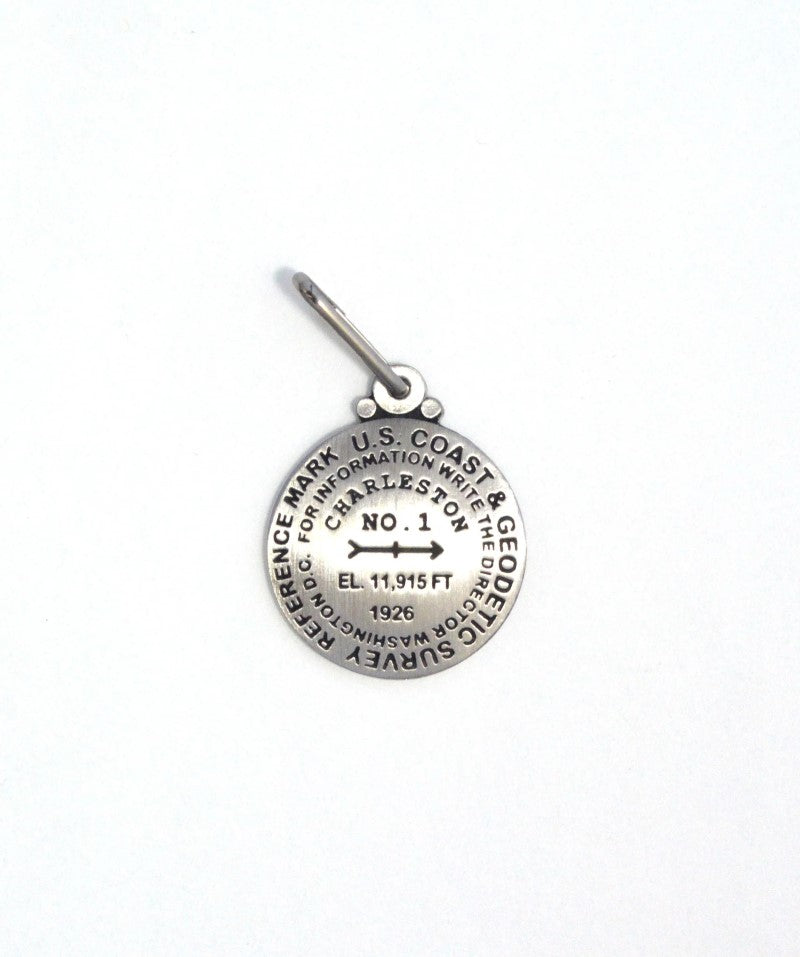 U.S. COAST & GEODETIC SURVEY REFERENCE MARK
FOR INFORMATION WRITE THE DIRECTOR WASHINGTON D.C.
CHARLESTON
NO. 1
EL. 11,915 FT
1926